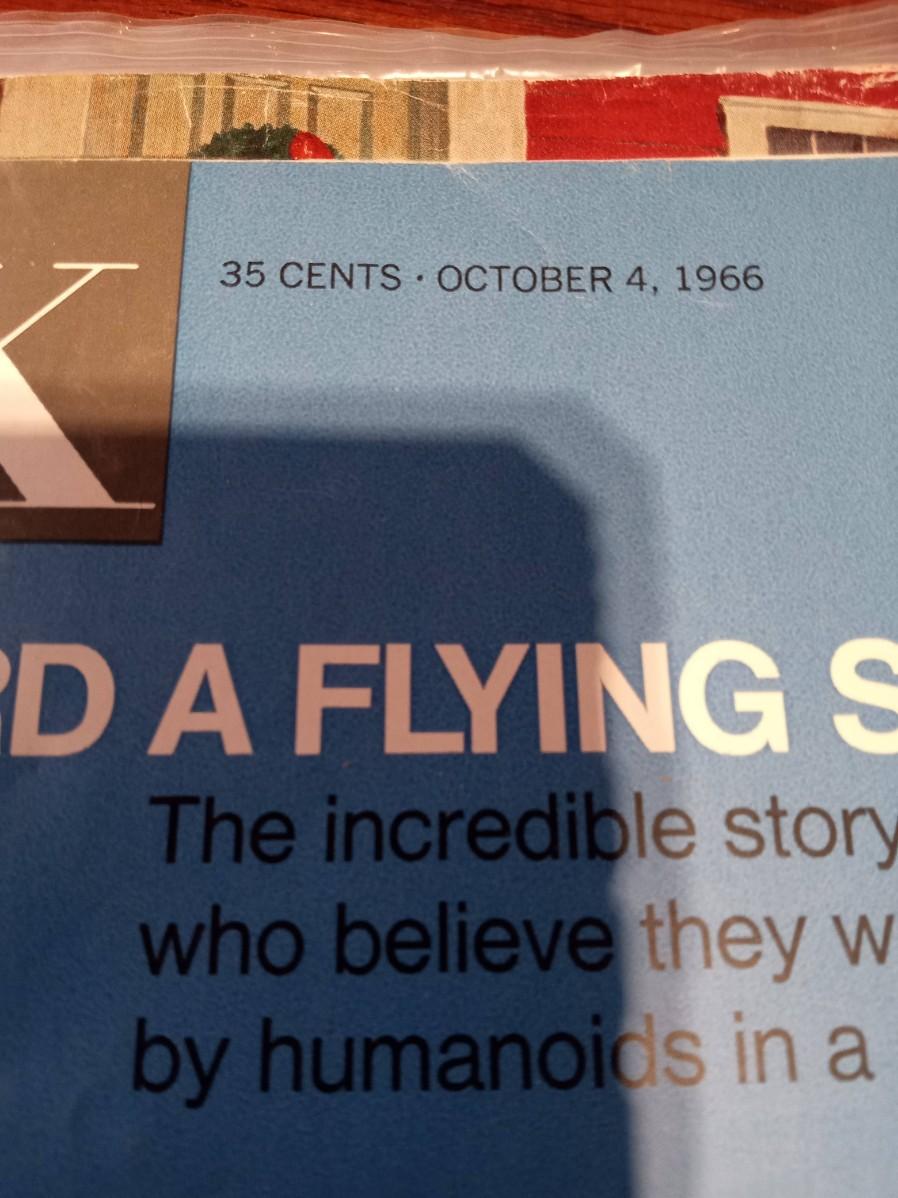 K
35 CENTS · OCTOBER 4, 1966
RD A FLYING S
The incredible story
who believe they w
by humanoids in a